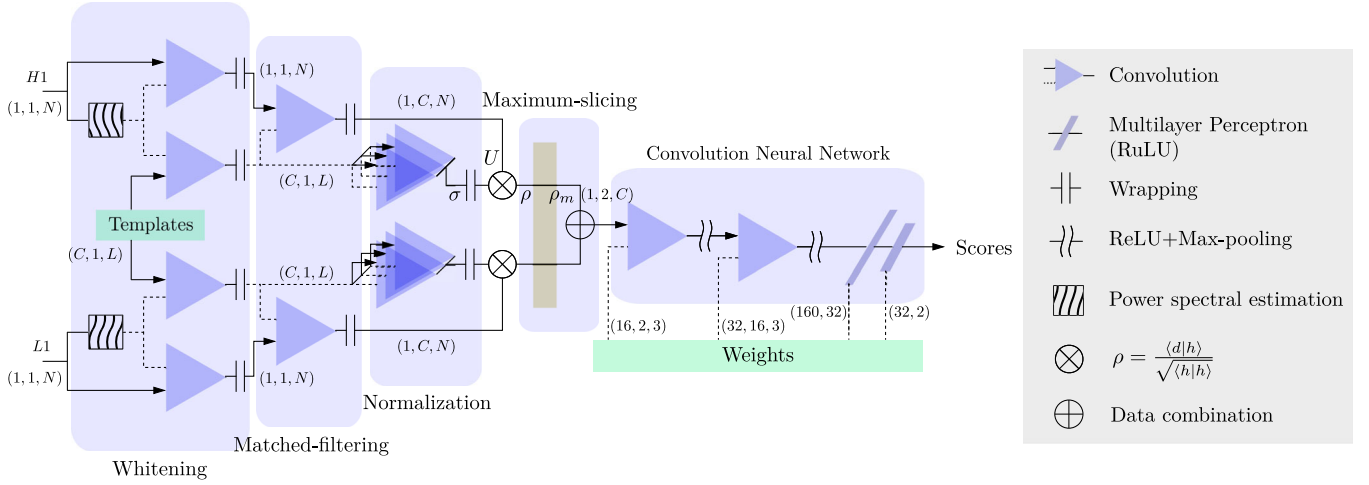 H1
(1, 1, N)
(1, 1, N)
(1, C, N)
Maximum-slicing
Convolution Neural Network
(C, 1, L)
U
σ
ρ
ρm
(1, 2, C)
Templates
(C, 1, L)
(C, 1, L)
Scores
L1
(1, 1, N)
(1, 1, N)
(1, C, N)
(16, 2, 3)
(32, 16, 3)
(160, 32)
(32, 2)
Weights
Normalization
Matched-filtering
Whitening
Convolution
Multilayer Perceptron
(RuLU)
Wrapping
ReLU+Max-pooling
Power spectral estimation
ρ = ⟨d|h⟩ / √⟨h|h⟩
Data combination